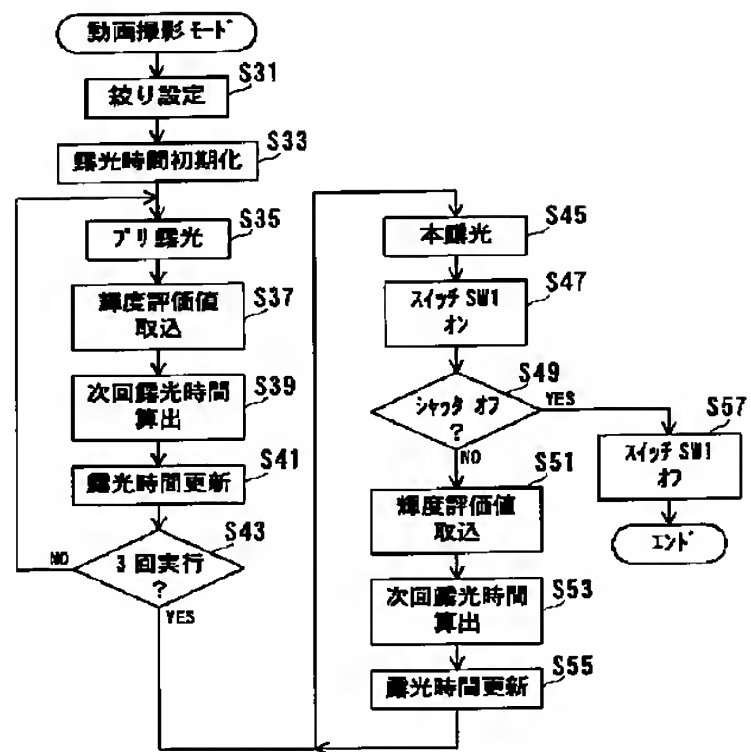 動画撮影モード
S31
絞り設定
S33
露光時間初期化
S35
プリ露光
S37
輝度評価値
取込
S39
次回露光時間
算出
S41
露光時間更新
S43
3回実行
?
NO
YES
S45
本露光
S47
スイッチSW1
オン
S49
シャッタ オフ
?
YES
NO
S57
スイッチSW1
オフ
エンド
S51
輝度評価値
取込
S53
次回露光時間
算出
S55
露光時間更新